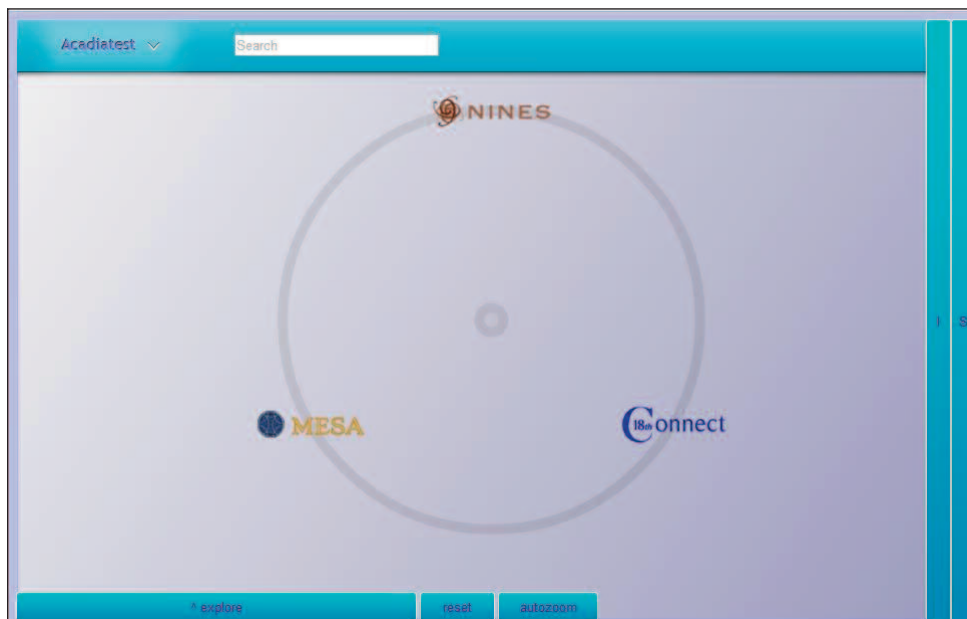 Acadiatest
Search
NINES
MESA
18th Connect
I
S
^ explore
reset
autozoom